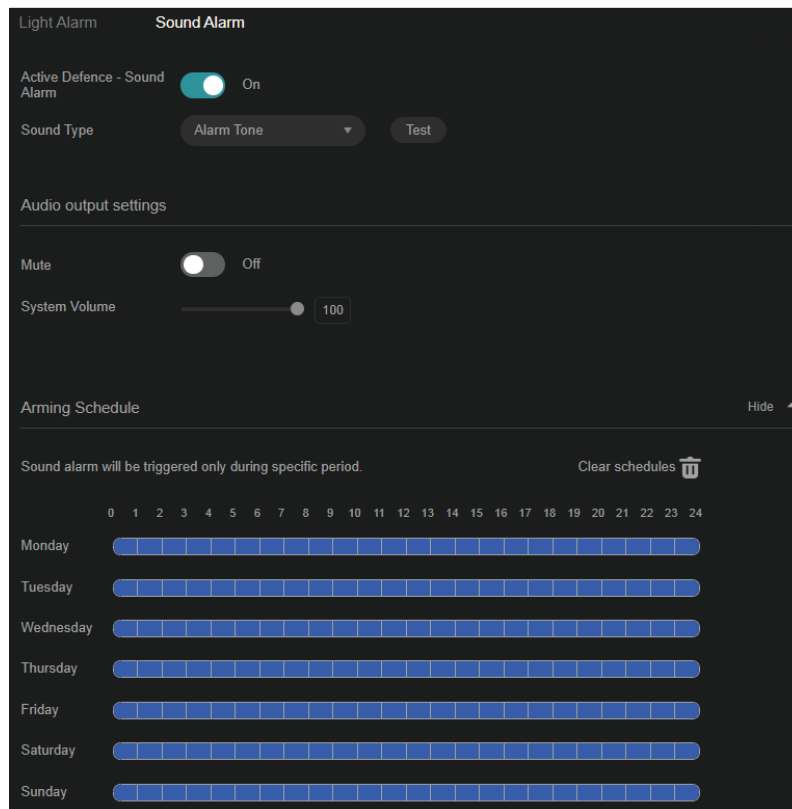 Light Alarm Sound Alarm
Active Defence - Sound
Alarm
On
Sound Type Alarm Tone Test
Audio output settings
Mute Off
System Volume 100
Arming Schedule Hide
Sound alarm will be triggered only during specific period. Clear schedules
0 1 2 3 4 5 6 7 8 9 10 11 12 13 14 15 16 17 18 19 20 21 22 23 24
Monday
Tuesday
Wednesday
Thursday
Friday
Saturday
Sunday